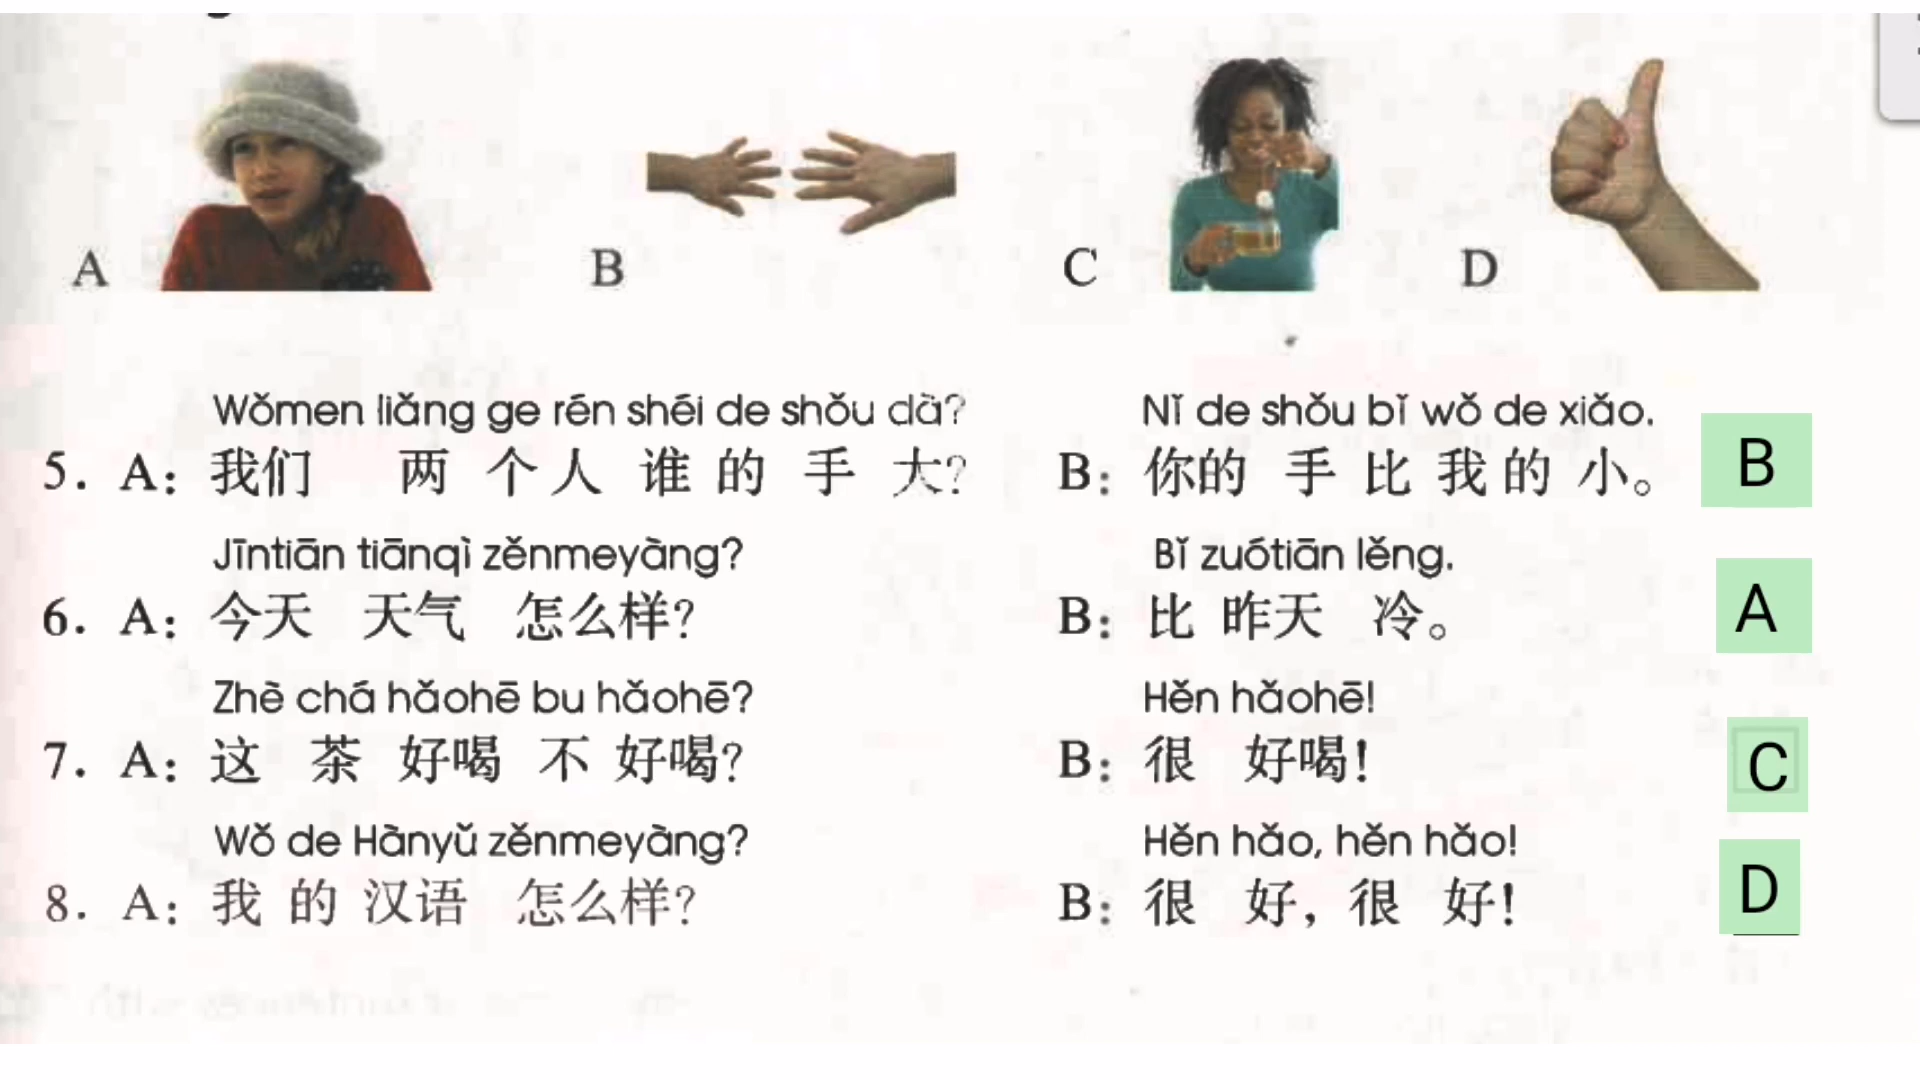 A
B
C
D
Wǒmen liǎng ge rén shéi de shǒu dà? Nǐ de shǒu bǐ wǒ de xiǎo.
5. A: 我们 两 个 人 谁 的 手 大? B: 你的 手 比 我 的 小。 B
Jīntiān tiānqì zěnmeyàng? Bǐ zuótiān lěng.
6. A: 今天 天气 怎么样? B: 比 昨天 冷。 A
Zhè chá hǎohē bu hǎohē? Hěn hǎohē!
7. A: 这 茶 好喝 不 好喝? B: 很 好喝! C
Wǒ de Hànyǔ zěnmeyàng? Hěn hǎo, hěn hǎo!
8. A: 我 的 汉语 怎么样? B: 很 好, 很 好! D